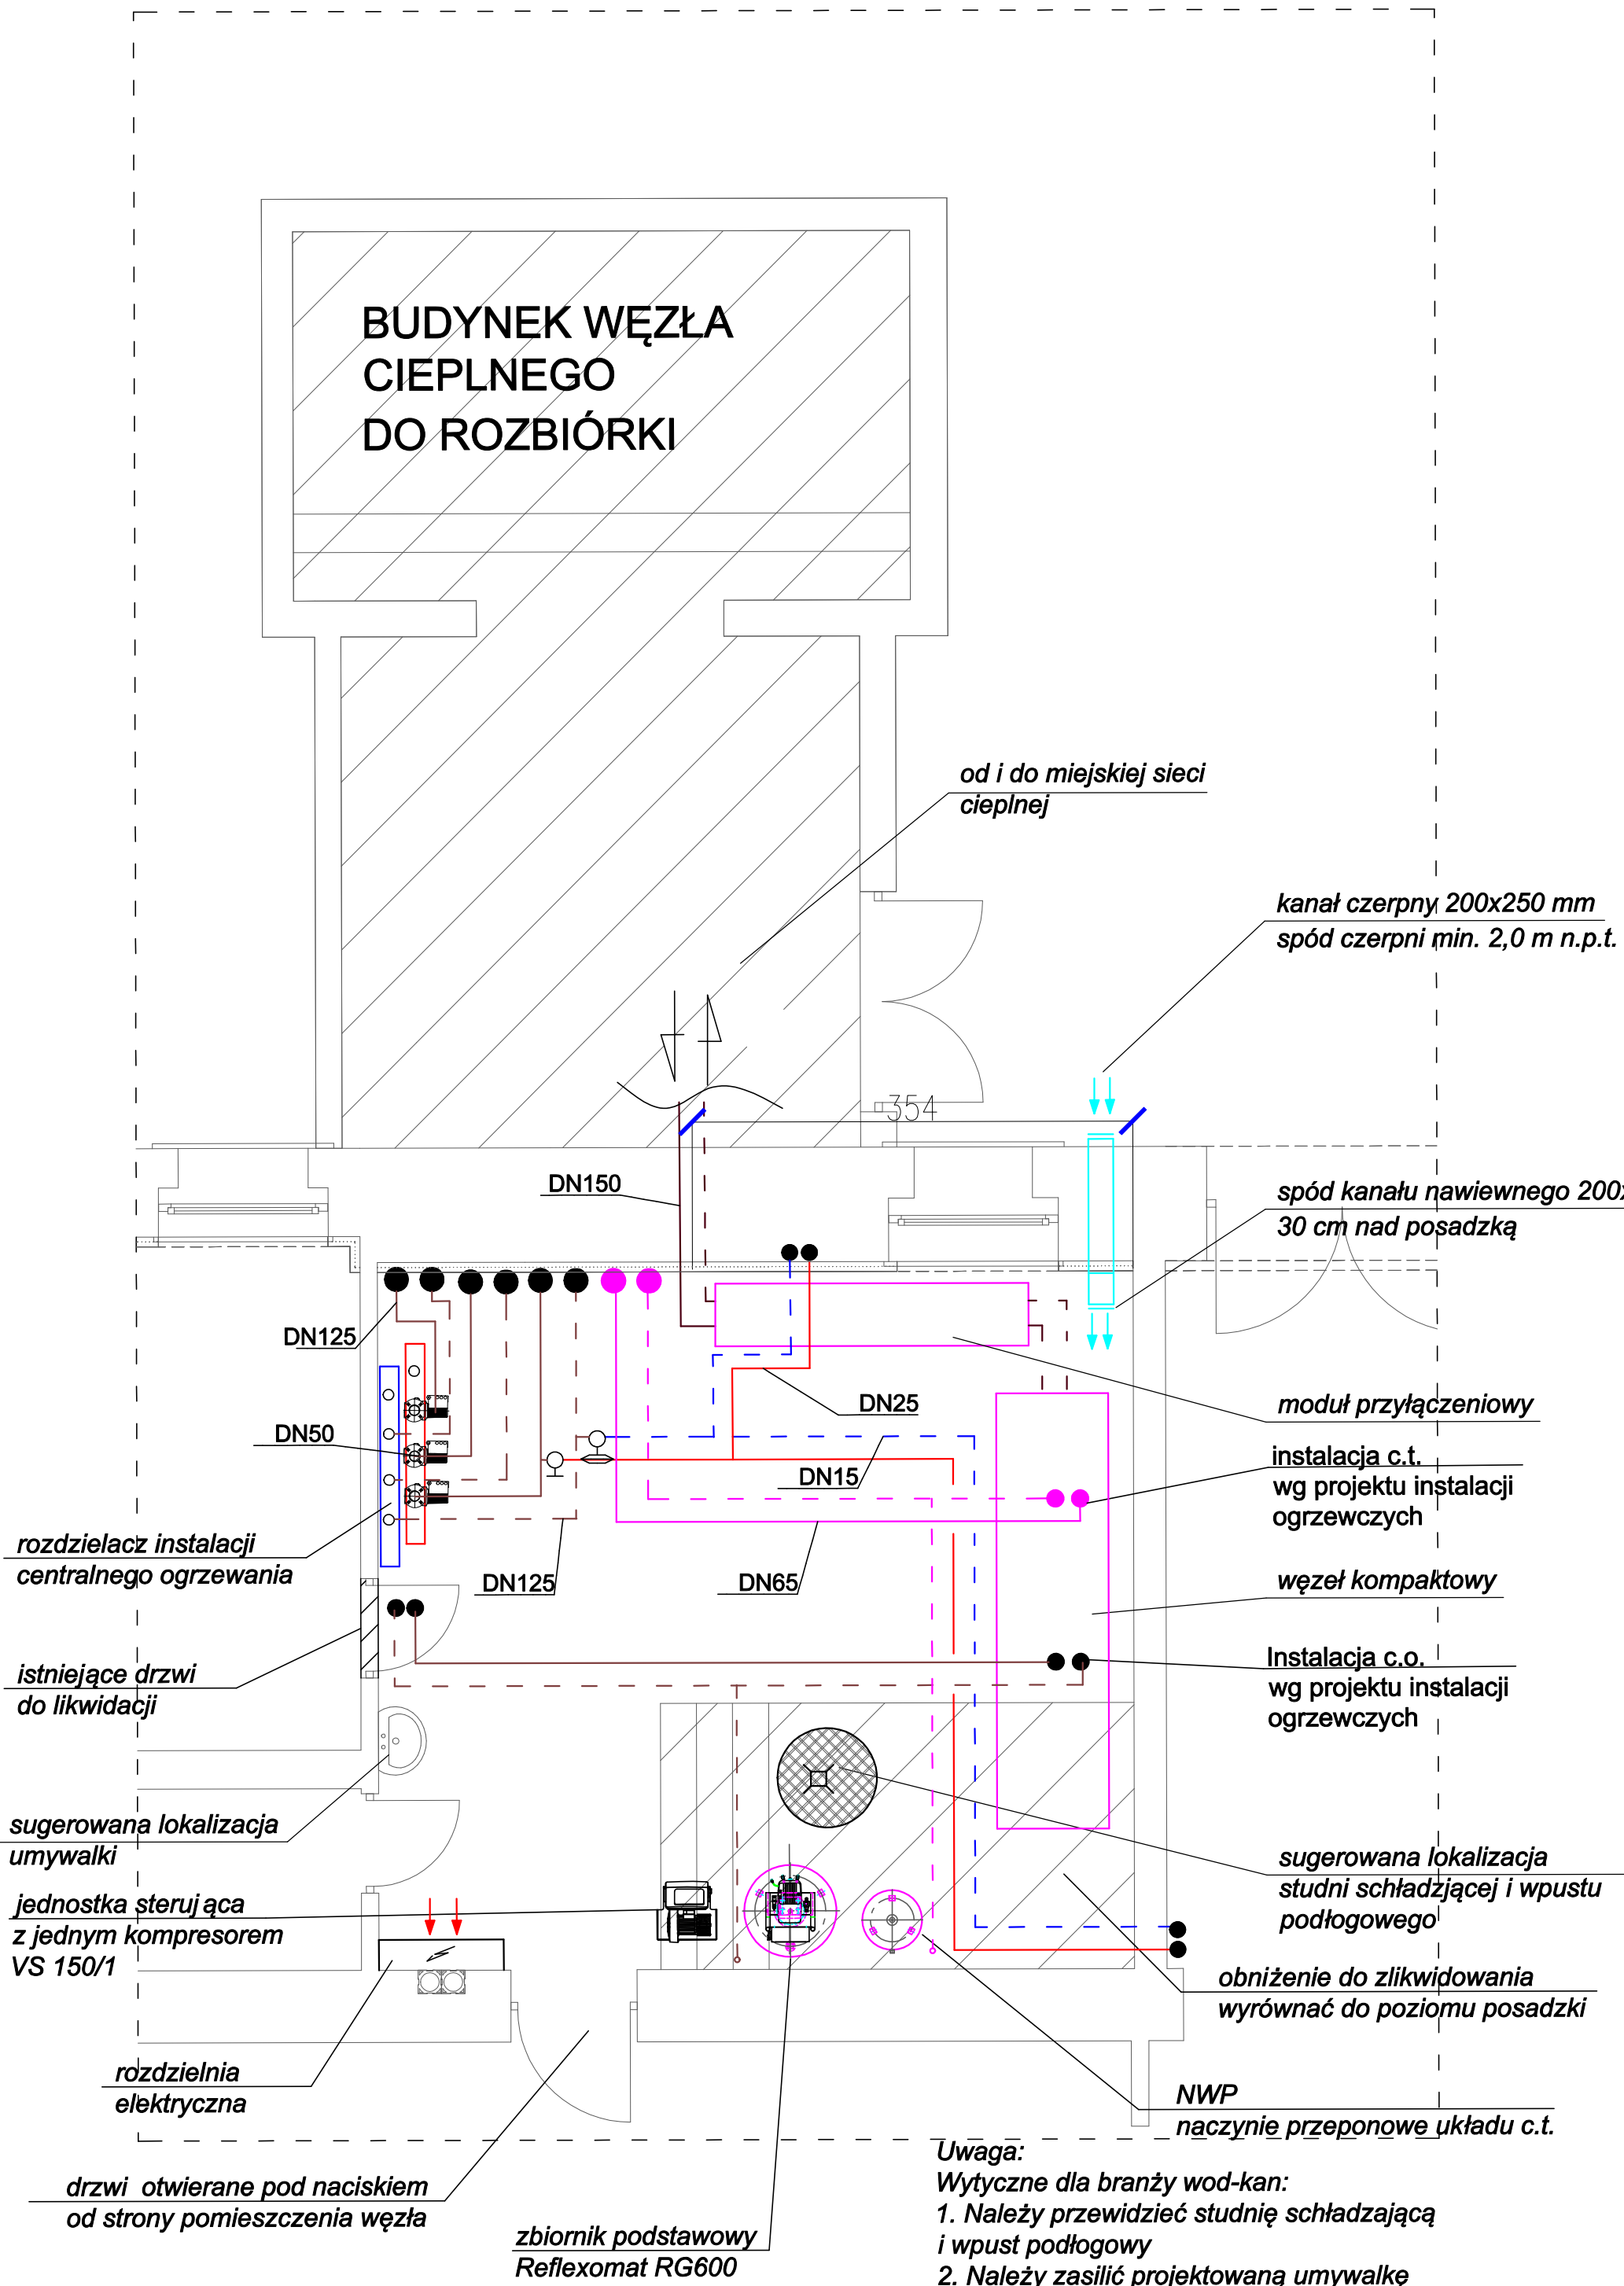 BUDYNEK WĘZŁA
CIEPLNEGO
DO ROZBIÓRKI
od i do miejskiej sieci
cieplnej
kanał czerpny 200x250 mm
spód czerpni min. 2,0 m n.p.t.
354
DN150
spód kanału nawiewnego
30 cm nad posadzką
DN125
DN25
moduł przyłączeniowy
DN50
DN15
instalacja c.t.
wg projektu instalacji
ogrzewczych
rozdzielacz instalacji
centralnego ogrzewania
DN125
DN65
węzeł kompaktowy
istniejące drzwi
do likwidacji
Instalacja c.o.
wg projektu instalacji
ogrzewczych
sugerowana lokalizacja
umywalki
sugerowana lokalizacja
studni schładzjącej i wpustu
podłogowego
jednostka sterująca
z jednym kompresorem
VS 150/1
obniżenie do zlikwidowania
wyrównać do poziomu posadzki
rozdzielnia
elektryczna
NWP
naczynie przeponowe układu c.t.
drzwi otwierane pod naciskiem
od strony pomieszczenia węzła
zbiornik podstawowy
Reflexomat RG600
Uwaga:
Wytyczne dla branży wod-kan:
1. Należy przewidzieć studnię schładzającą
i wpust podłogowy
2. Należy zasilić projektowaną umywalkę